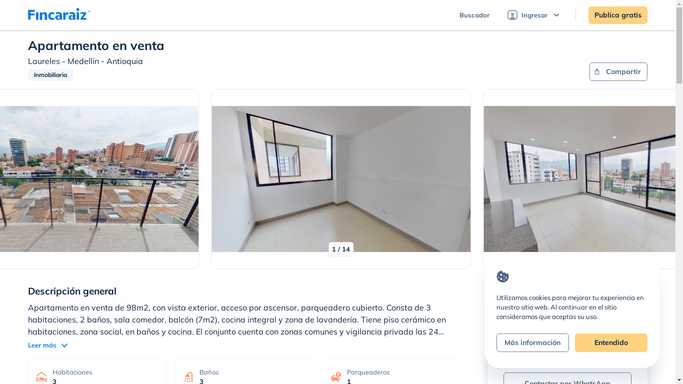 Fincaraiz
Buscador
Ingresar
Publica gratis
Apartamento en venta
Laureles - Medellín - Antioquia
Inmobiliaria
Compartir
1 / 14
Descripción general
Apartamento en venta de 98m2, con vista exterior, acceso por ascensor, parqueadero cubierto. Consta de 3
habitaciones, 2 baños, sala comedor, balcón (7m2), cocina integral y zona de lavandería. Tiene piso cerámico en
habitaciones, zona social, en baños y cocina. El conjunto cuenta con zonas comunes y vigilancia privada las 24...
Leer más
Habitaciones
3
Baños
3
Parqueaderos
1
Utilizamos cookies para mejorar tu experiencia en
nuestro sitio web. Al continuar en el sitio
consideramos que aceptas su uso.
Más información
Entendido
Contactar por WhatsApp